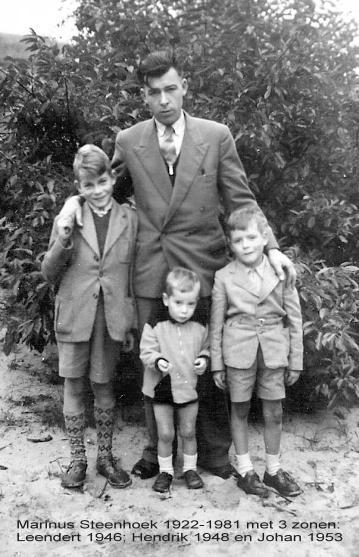 Marinus Steenhoek 1922-1981 met 3 zonen:
Leendert 1946; Hendrik 1948 en Johan 1953